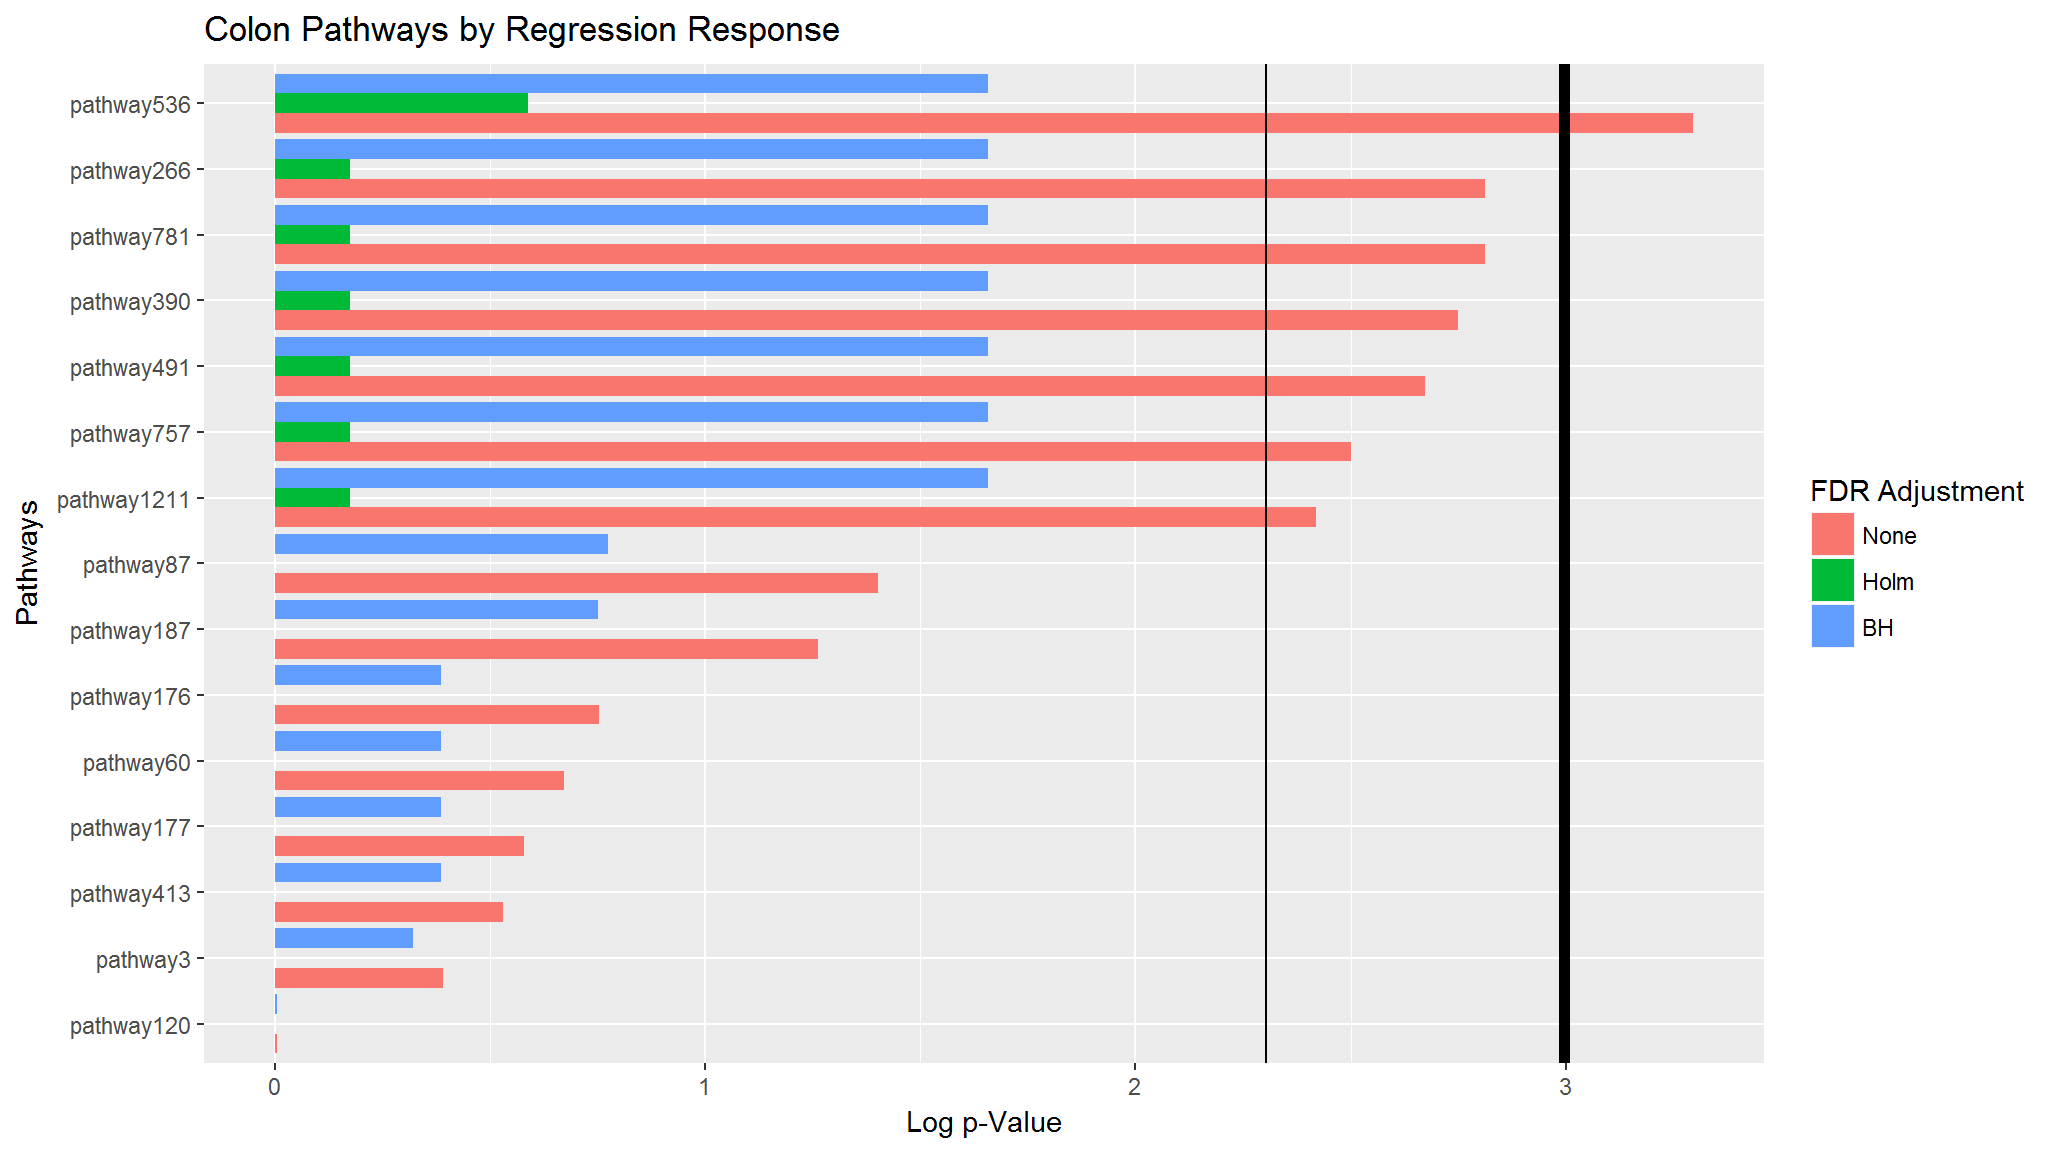 Colon Pathways by Regression Response
pathway536
pathway266
pathway781
pathway390
pathway491
pathway757
pathway1211
pathway87
pathway187
pathway176
pathway60
pathway177
pathway413
pathway3
pathway120
Pathways
0 1 2 3
Log p-Value
FDR Adjustment
None
Holm
BH